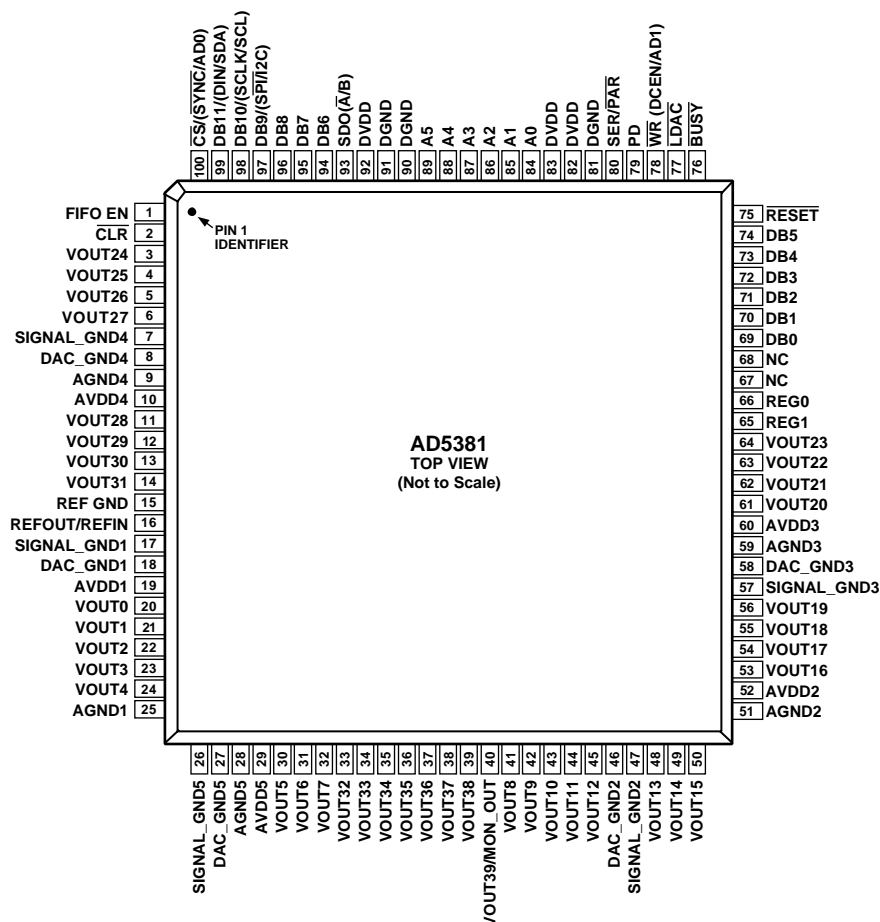 CS/(SYNC/AD0)
DB11/(DIN/SDA)
DB10/(SCLK/SCL)
DB9/(SPI/I2C)
DB8
DB7
DB6
SDO(A/B)
DVDD
DGND
DGND
A5
A4
A3
A2
A1
A0
DVDD
DVDD
DGND
SER/PAR
PD
WR (DCEN/AD1)
LDAC
BUSY
100 99 98 97 96 95 94 93 92 91 90 89 88 87 86 85 84 83 82 81 80 79 78 77 76
FIFO EN 1
CLR 2
VOUT24 3
VOUT25 4
VOUT26 5
VOUT27 6
SIGNAL_GND4 7
DAC_GND4 8
AGND4 9
AVDD4 10
VOUT28 11
VOUT29 12
VOUT30 13
VOUT31 14
REF GND 15
REFOUT/REFIN 16
SIGNAL_GND1 17
DAC_GND1 18
AVDD1 19
VOUT0 20
VOUT1 21
VOUT2 22
VOUT3 23
VOUT4 24
AGND1 25
PIN 1
IDENTIFIER
AD5381
TOP VIEW
(Not to Scale)
75 RESET
74 DB5
73 DB4
72 DB3
71 DB2
70 DB1
69 DB0
68 NC
67 NC
66 REG0
65 REG1
64 VOUT23
63 VOUT22
62 VOUT21
61 VOUT20
60 AVDD3
59 AGND3
58 DAC_GND3
57 SIGNAL_GND3
56 VOUT19
55 VOUT18
54 VOUT17
53 VOUT16
52 AVDD2
51 AGND2
26 27 28 29 30 31 32 33 34 35 36 37 38 39 40 41 42 43 44 45 46 47 48 49 50
SIGNAL_GND5
DAC_GND5
AGND5
AVDD5
VOUT5
VOUT6
VOUT7
VOUT32
VOUT33
VOUT34
VOUT35
VOUT36
VOUT37
VOUT38
VOUT39/MON_OUT
VOUT8
VOUT9
VOUT10
VOUT11
VOUT12
DAC_GND2
SIGNAL_GND2
VOUT13
VOUT14
VOUT15